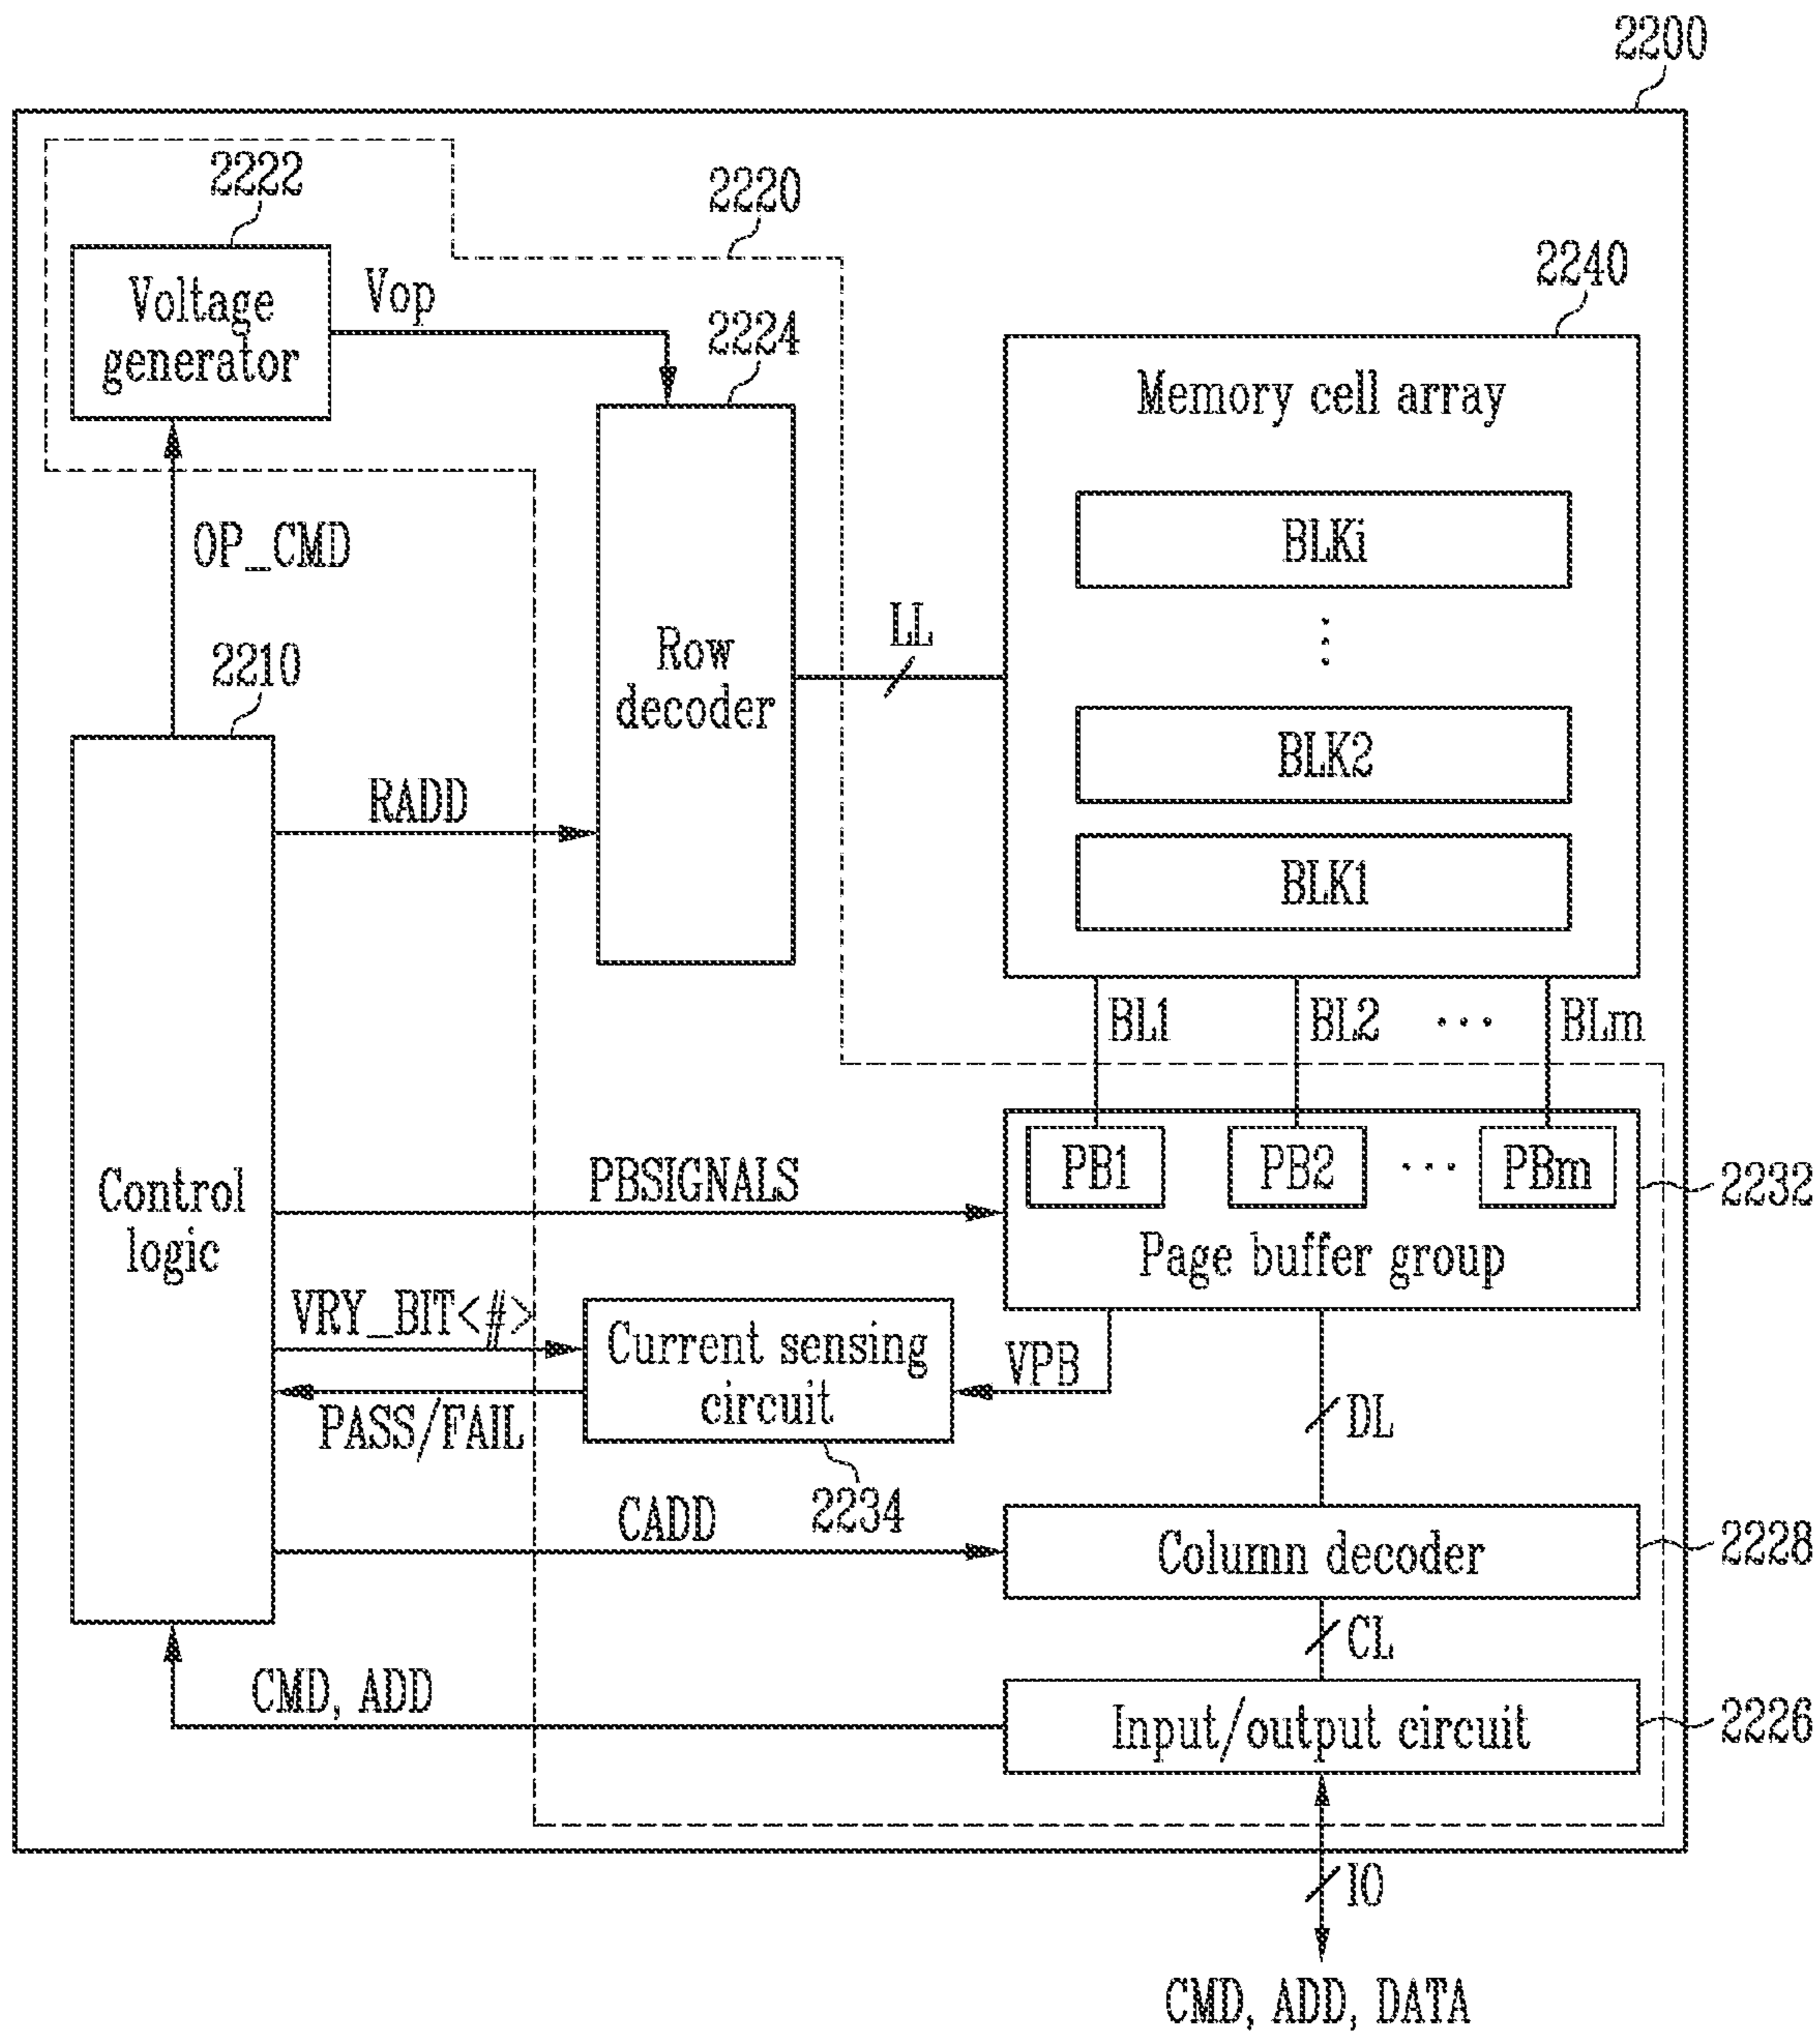 2200
2222
2220
Voltage
generator
Vop
2224
2240
Memory cell array
BLKi
OP_CMD
LL
Row
decoder
2210
BLK2
RADD
BLK1
BL1
BL2
...
BLm
PB1
PB2
...
PBm
2232
PBSIGNALS
Page buffer group
Control
logic
VRY_BIT<#>
Current sensing
circuit
VPB
PASS/FAIL
DL
2234
CADD
Column decoder
2228
CL
CMD, ADD
Input/output circuit
2226
IO
CMD, ADD, DATA